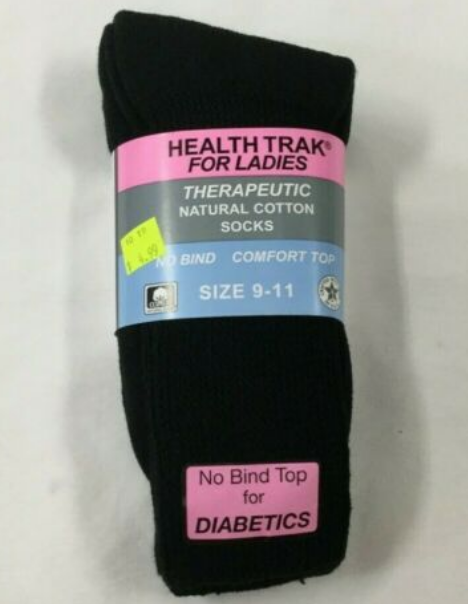 HEALTH TRAK®
FOR LADIES
THERAPEUTIC
NATURAL COTTON
SOCKS
NO BIND COMFORT TOP
SIZE 9-11
No Bind Top
for
DIABETICS